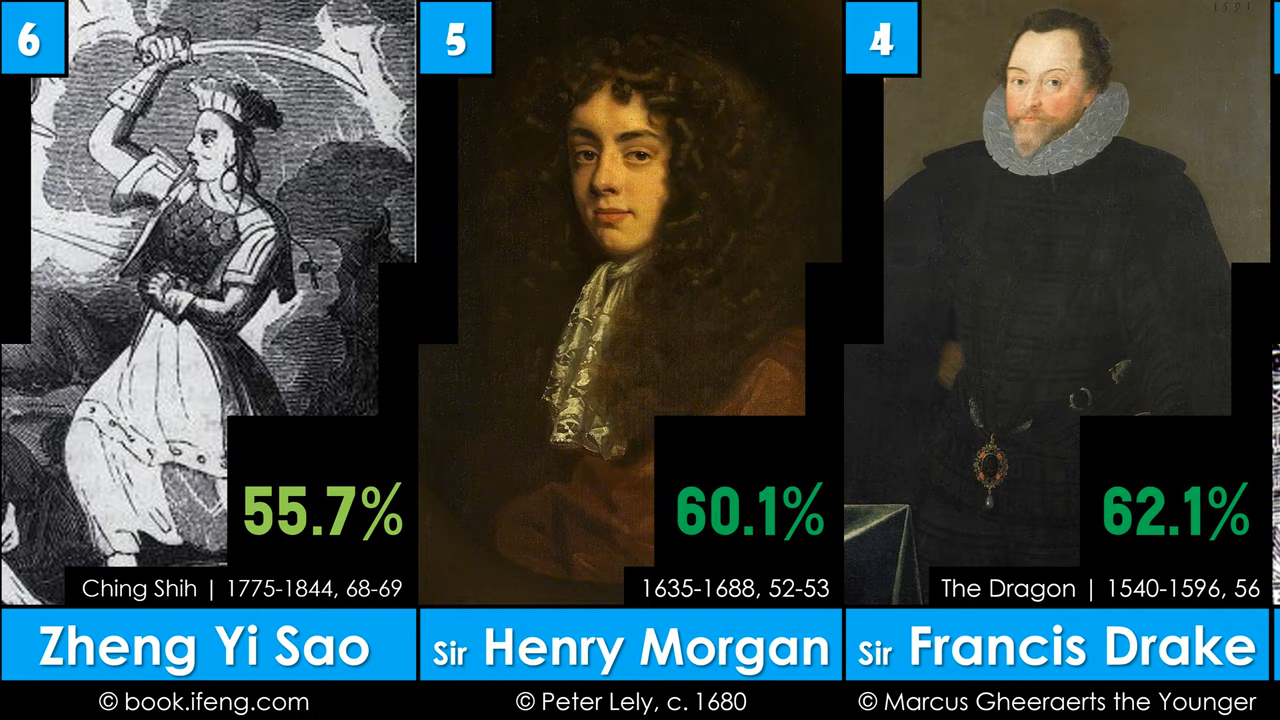 6
55.7%
Ching Shih | 1775-1844, 68-69
Zheng Yi Sao
© book.ifeng.com
5
60.1%
1635-1688, 52-53
Sir Henry Morgan
© Peter Lely, c. 1680
4
1591
62.1%
The Dragon | 1540-1596, 56
Sir Francis Drake
© Marcus Gheeraerts the Younger